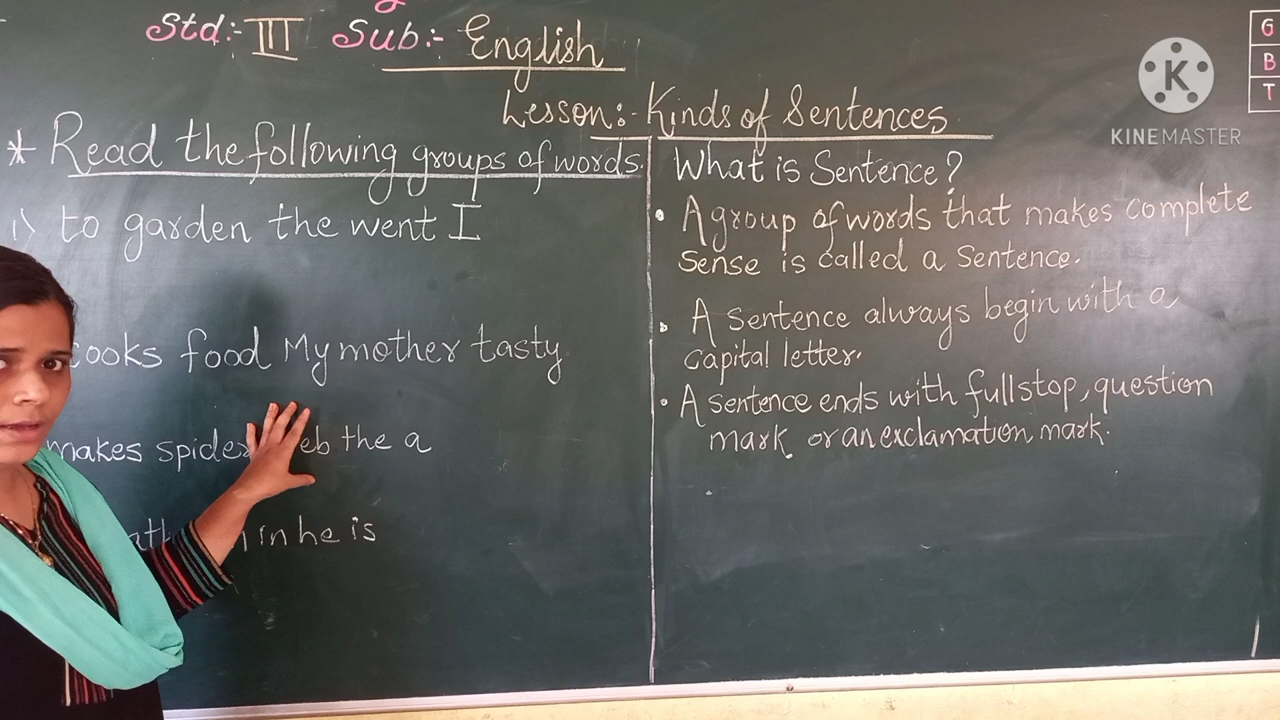 Std:- III Sub:- English
Lesson:- Kinds of Sentences
* Read the following groups of words.
1) to garden the went I
cooks food My mother tasty
makes spider the a
in he is
What is Sentence?
• A group of words that makes complete
sense is called a sentence.
• A sentence always begin with a
capital letter.
• A sentence ends with fullstop, question
mark or an exclamation mark.
G
B
T
K
KINEMASTER